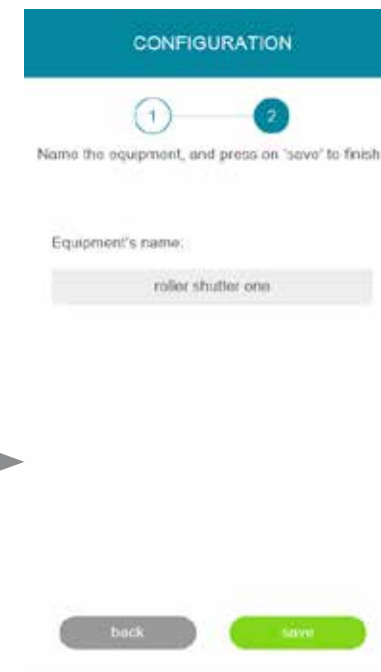 CONFIGURATION
1
2
Name the equipment, and press on 'save' to finish
Equipment's name:
roller shutter one
back
save